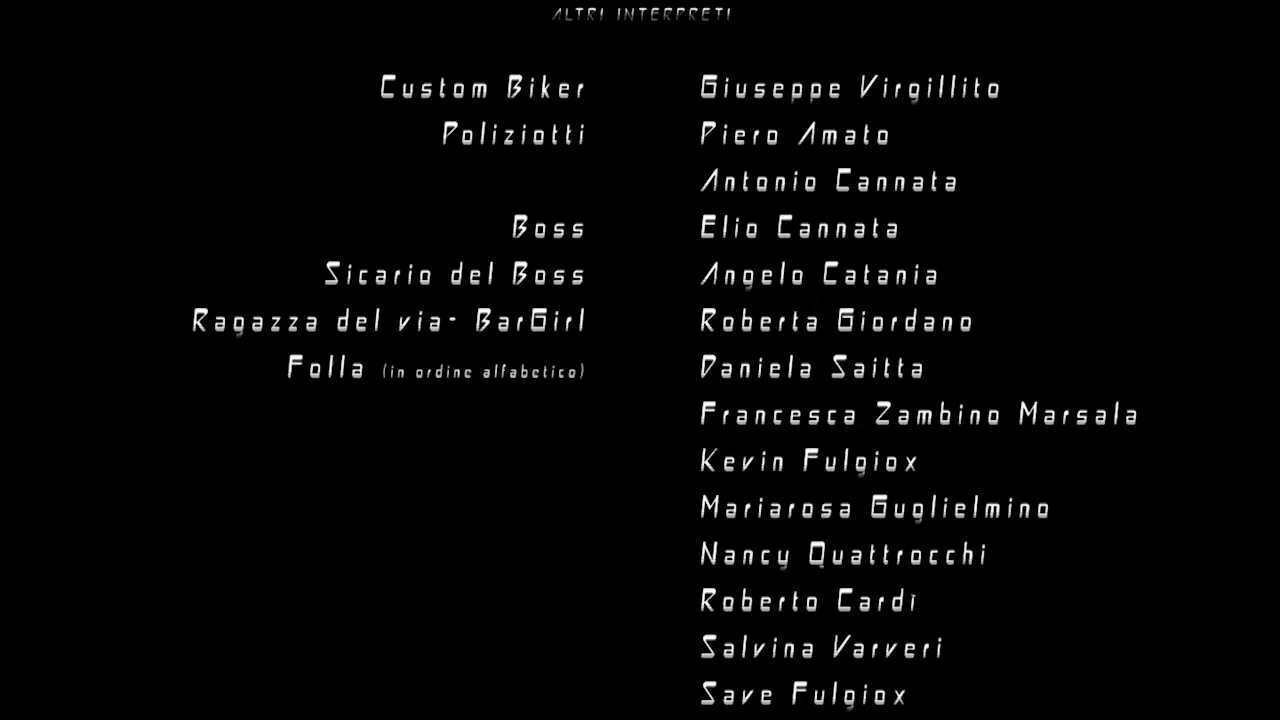 ALTRI INTERPRETI
Custom Biker Giuseppe Virgillito
Poliziotti Piero Amato
Antonio Cannata
Boss Elio Cannata
Sicario del Boss Angelo Catania
Ragazza del via- BarGirl Roberta Giordano
Folla (in ordine alfabetico) Daniela Saitta
Francesca Zambino Marsala
Kevin Fulgiox
Mariarosa Guglielmino
Nancy Quattrocchi
Roberto Cardì
Salvina Varveri
Save Fulgiox